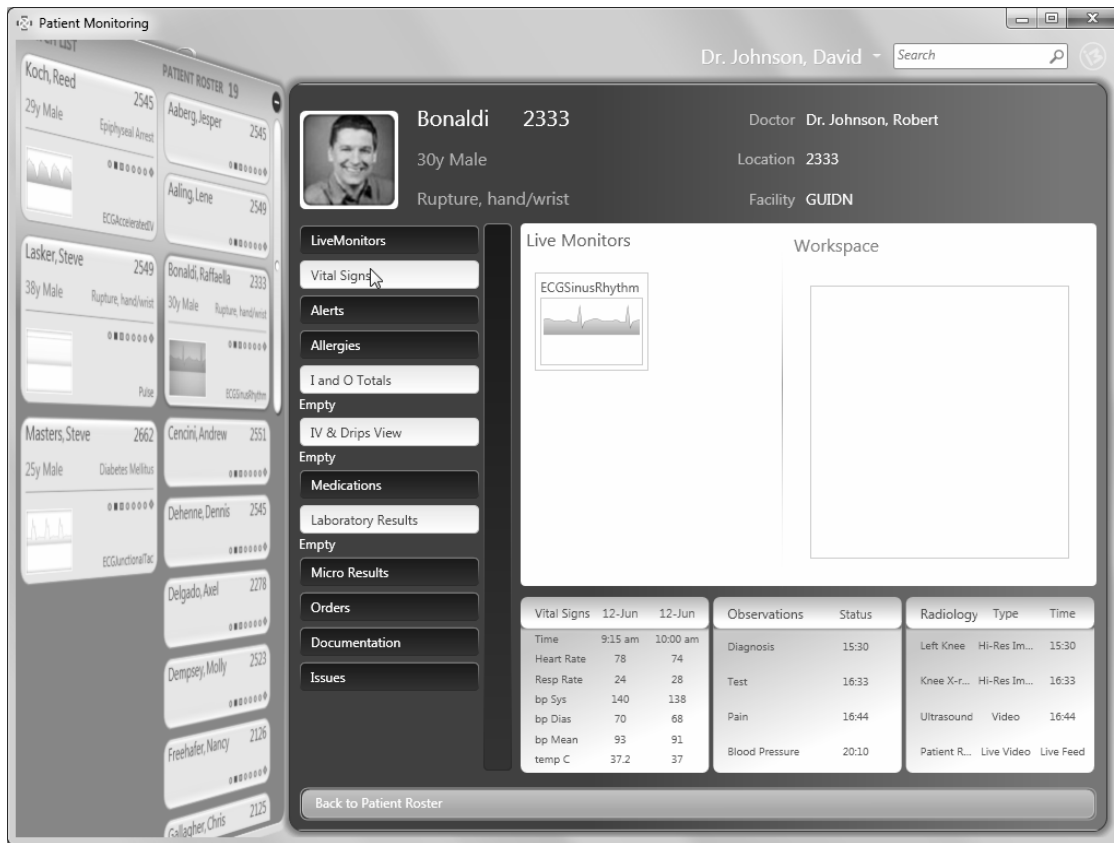 Patient Monitoring
LIST
Koch, Reed
2545
29y Male
Epiphyseal Arrest
ECGAcceleratedIV
Lasker, Steve
2549
38y Male
Rupture, hand/wrist
Pulse
Masters, Steve
2662
25y Male
Diabetes Mellitus
ECGJunctionalTac
PATIENT ROSTER 19
Aaberg, Jesper
2545
Aaling, Lene
2549
Bonaldi, Raffaella
2333
30y Male
Rupture, hand/wrist
ECGSinusRhythm
Cencini, Andrew
2551
Dehenne, Dennis
2545
Delgado, Axel
2278
Dempsey, Molly
2523
Freehafer, Nancy
2126
Gallagher, Chris
2125
Dr. Johnson, David
Search
Bonaldi 2333
30y Male
Rupture, hand/wrist
Doctor Dr. Johnson, Robert
Location 2333
Facility GUIDN
LiveMonitors
Vital Signs
Alerts
Allergies
I and O Totals
Empty
IV & Drips View
Empty
Medications
Laboratory Results
Empty
Micro Results
Orders
Documentation
Issues
Live Monitors
ECGSinusRhythm
Workspace
Vital Signs 12-Jun 12-Jun
Time 9:15 am 10:00 am
Heart Rate 78 74
Resp Rate 24 28
bp Sys 140 138
bp Dias 70 68
bp Mean 93 91
temp C 37.2 37
Observations Status
Diagnosis 15:30
Test 16:33
Pain 16:44
Blood Pressure 20:10
Radiology Type Time
Left Knee Hi-Res Im... 15:30
Knee X-r... Hi-Res Im... 16:33
Ultrasound Video 16:44
Patient R... Live Video Live Feed
Back to Patient Roster